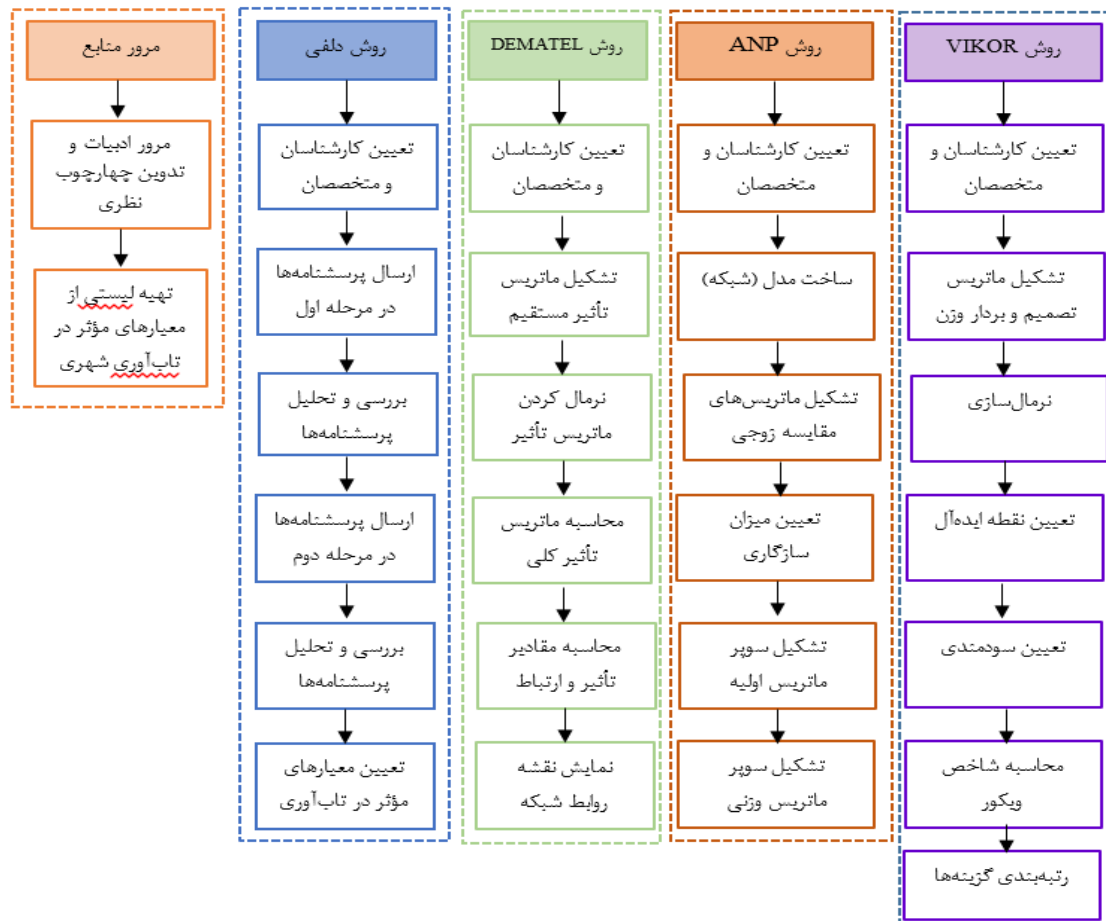 مرور منابع
مرور ادبیات و
تدوین چهارچوب
نظری
تهیه لیستی از
معیارهای مؤثر در
تاب‌آوری شهری
روش دلفی
تعیین کارشناسان
و متخصصان
ارسال پرسشنامه‌ها
در مرحله اول
بررسی و تحلیل
پرسشنامه‌ها
ارسال پرسشنامه‌ها
در مرحله دوم
بررسی و تحلیل
پرسشنامه‌ها
تعیین معیارهای
مؤثر در تاب‌آوری
روش DEMATEL
تعیین کارشناسان
و متخصصان
تشکیل ماتریس
تأثیر مستقیم
نرمال کردن
ماتریس تأثیر
محاسبه ماتریس
تأثیر کلی
محاسبه مقادیر
تأثیر و ارتباط
نمایش نقشه
روابط شبکه
روش ANP
تعیین کارشناسان و
متخصصان
ساخت مدل (شبکه)
تشکیل ماتریس‌های
مقایسه زوجی
تعیین میزان
سازگاری
تشکیل سوپر
ماتریس اولیه
تشکیل سوپر
ماتریس وزنی
روش VIKOR
تعیین کارشناسان و
متخصصان
تشکیل ماتریس
تصمیم و بردار وزن
نرمال‌سازی
تعیین نقطه ایده‌آل
تعیین سودمندی
محاسبه شاخص
ویکور
رتبه‌بندی گزینه‌ها